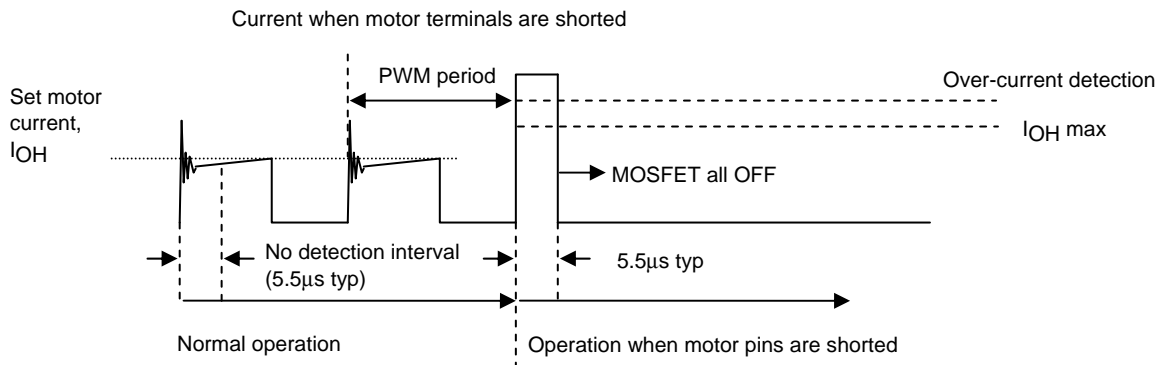 Current when motor terminals are shorted
PWM period
Over-current detection
Set motor
current,
IOH
IOH max
MOSFET all OFF
No detection interval
(5.5μs typ)
5.5μs typ
Normal operation
Operation when motor pins are shorted